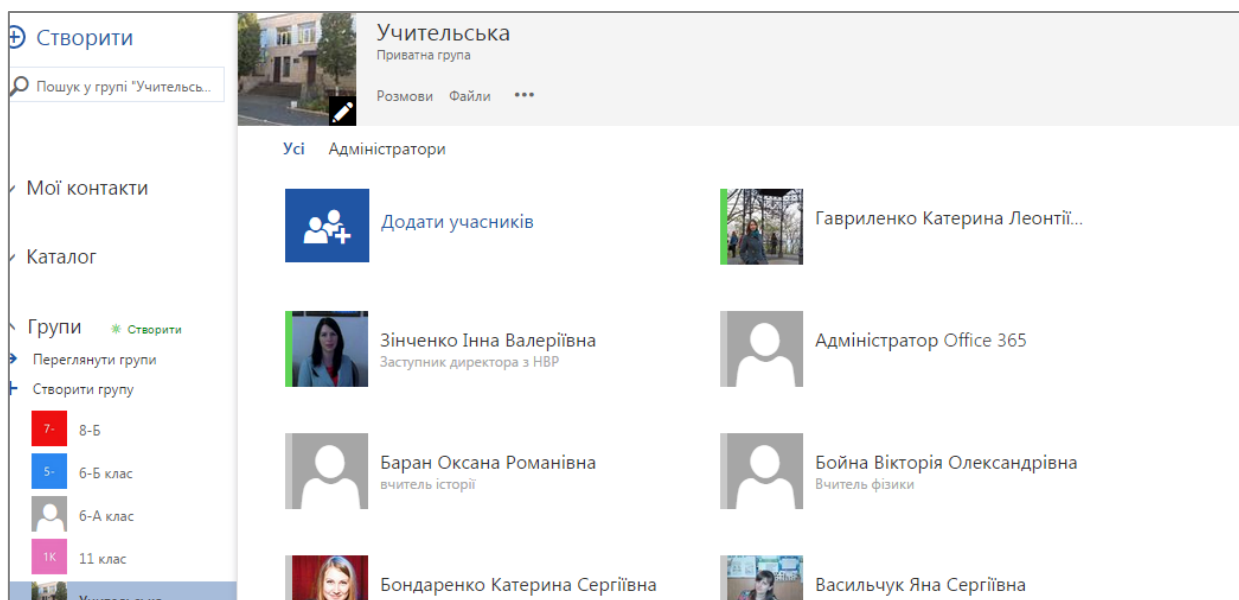 Створити
Пошук у групі "Учительсь...
Мої контакти
Каталог
Групи
Створити
Переглянути групи
Створити групу
7-
8-Б
5-
6-Б клас
6-А клас
1К
11 клас
Учительська
Учительська
Приватна група
Розмови Файли •••
Усі Адміністратори
Додати учасників
Гавриленко Катерина Леонтії...
Зінченко Інна Валеріївна
Заступник директора з НВР
Адміністратор Office 365
Баран Оксана Романівна
вчитель історії
Бойна Вікторія Олександрівна
Вчитель фізики
Бондаренко Катерина Сергіївна
Васильчук Яна Сергіївна